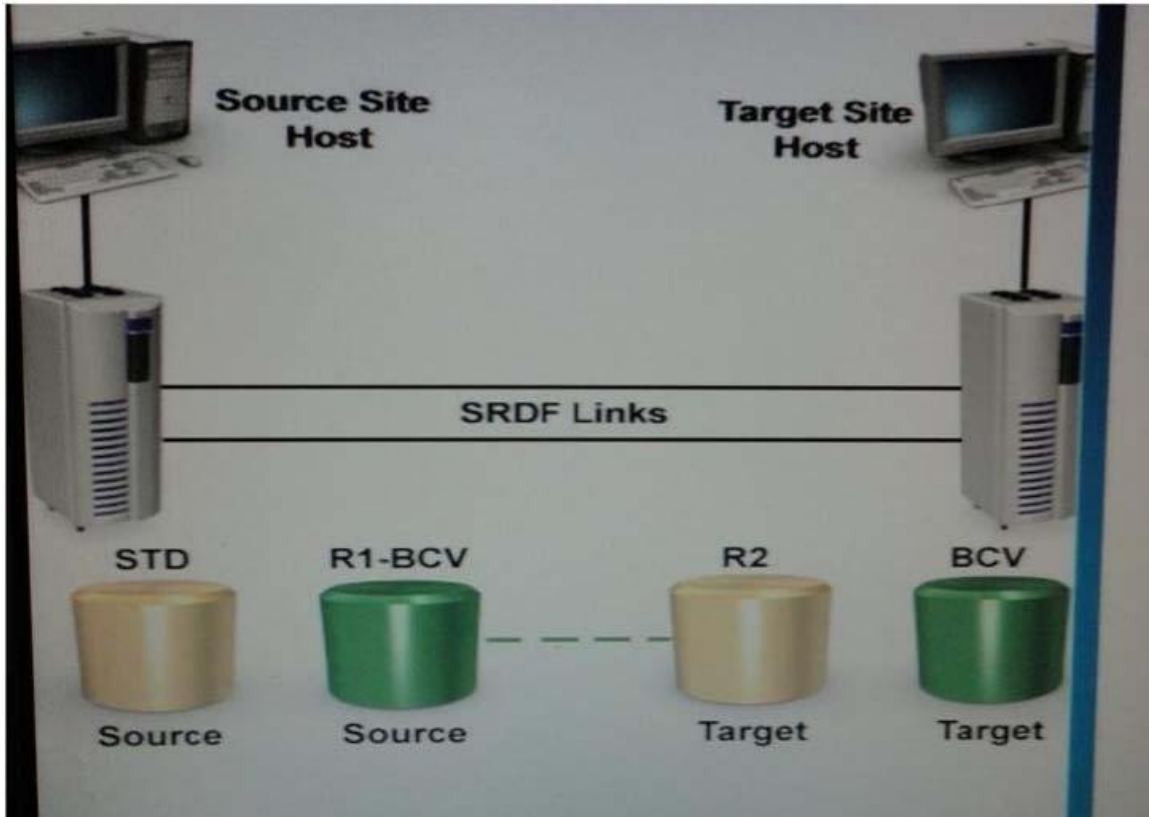 Source Site
Host
Target Site
Host
SRDF Links
STD
R1-BCV
R2
BCV
Source
Source
Target
Target